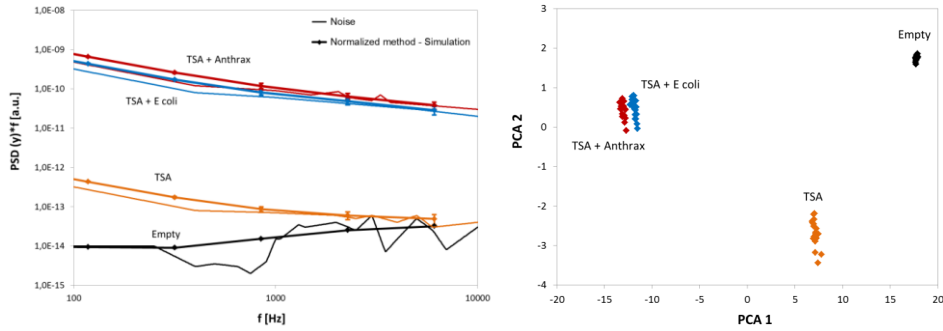 1,0E-08
1,0E-09
1,0E-10
1,0E-11
1,0E-12
1,0E-13
1,0E-14
1,0E-15
PSD (y)*f [a.u.]
Noise
Normalized method - Simulation
TSA + Anthrax
TSA + E coli
TSA
Empty
100 1000 10000
f [Hz]
3
2
1
0
-1
-2
-3
-4
PCA 2
Empty
TSA + E coli
TSA + Anthrax
TSA
-20 -15 -10 -5 0 5 10 15 20
PCA 1